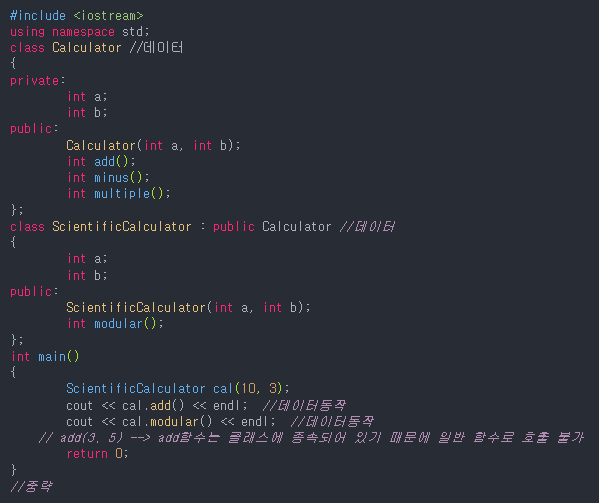 #include <iostream>
using namespace std;
class Calculator //데이터
{
private:
int a;
int b;
public:
Calculator(int a, int b);
int add();
int minus();
int multiple();
};
class ScientificCalculator : public Calculator //데이터
{
int a;
int b;
public:
ScientificCalculator(int a, int b);
int modular();
};
int main()
{
ScientificCalculator cal(10, 3);
cout << cal.add() << endl; //데이터동작
cout << cal.modular() << endl; //데이터동작
// add(3, 5) --> add함수는 클래스에 종속되어 있기 때문에 일반 함수로 호출 불가
return 0;
}
//중략